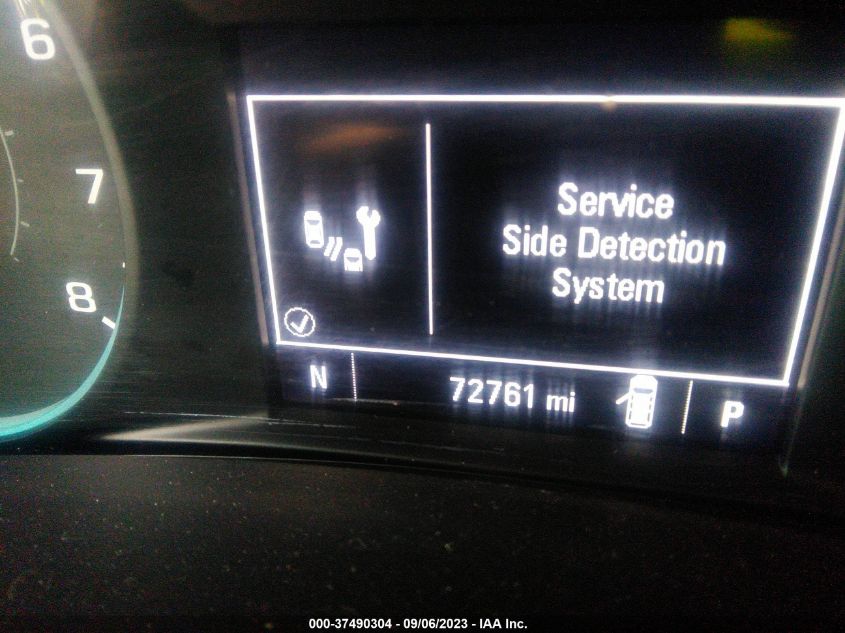 6
7
8
Service
Side Detection
System
N
72761 mi
P
000-37490304 - 09/06/2023 - IAA Inc.